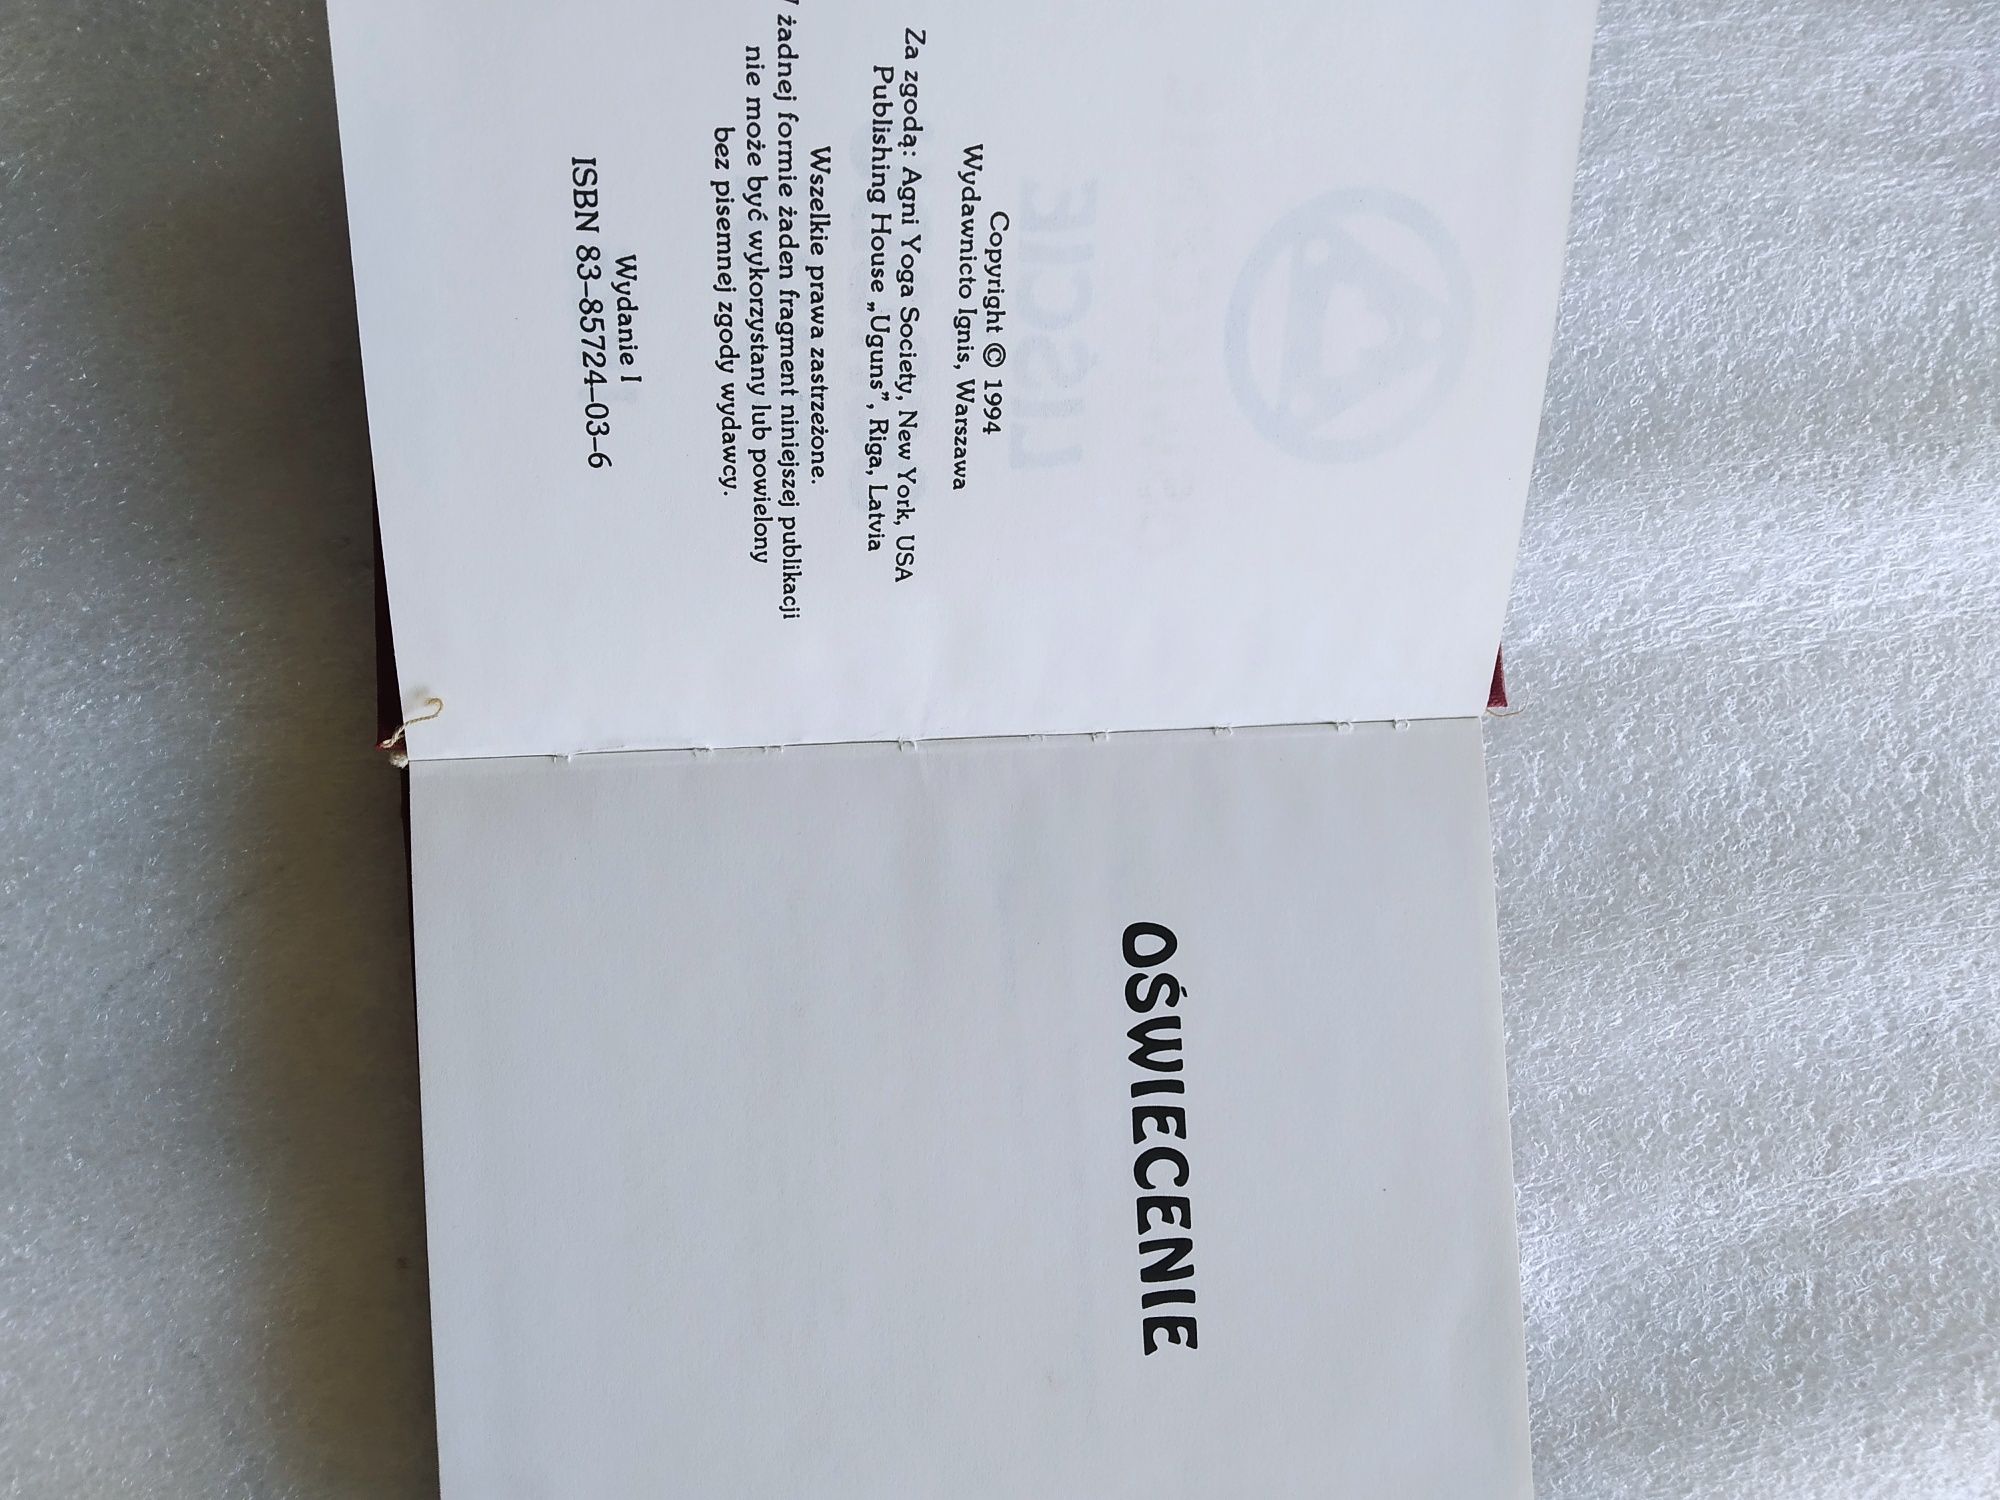 Copyright © 1994
Wydawnicto Ignis, Warszawa
Za zgodą: Agni Yoga Society, New York, USA
Publishing House „Uguns”, Riga, Latvia
Wszelkie prawa zastrzeżone.
żadnej formie żaden fragment niniejszej publikacji
nie może być wykorzystany lub powielony
bez pisemnej zgody wydawcy.
Wydanie I
ISBN 83–85724–03–6
OŚWIECENIE